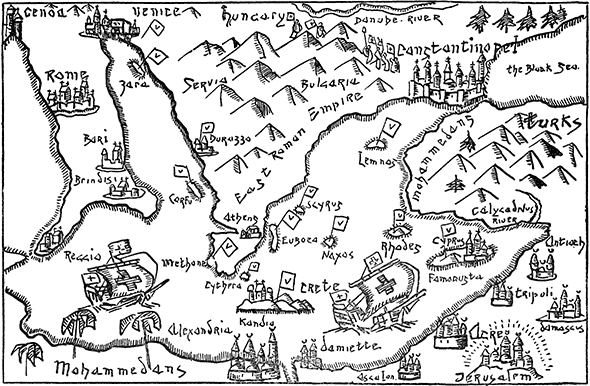 Genoa
Venice
Hungary
Danube. River
Constantinopel
the Black Sea.
Rome
Zara
Servia
Bulgaria
East Roman Empire
Durazzo
Bari
Brindisi
Corfu
Lemnos
mohammedans
Turks
Calycadnus
River
Athens
Scyrus
Euboea
Naxos
Rhodes
Cyprus
Famagusta
Antioch
Reggio
Methone
Cythera
Crete
Kandia
Tripoli
Damascus
Alexandria
Damiette
Acre
Ascalon.
Jerusalem
Mohammedans
V
V
V
V
V
V
V
V
V
V
V
V